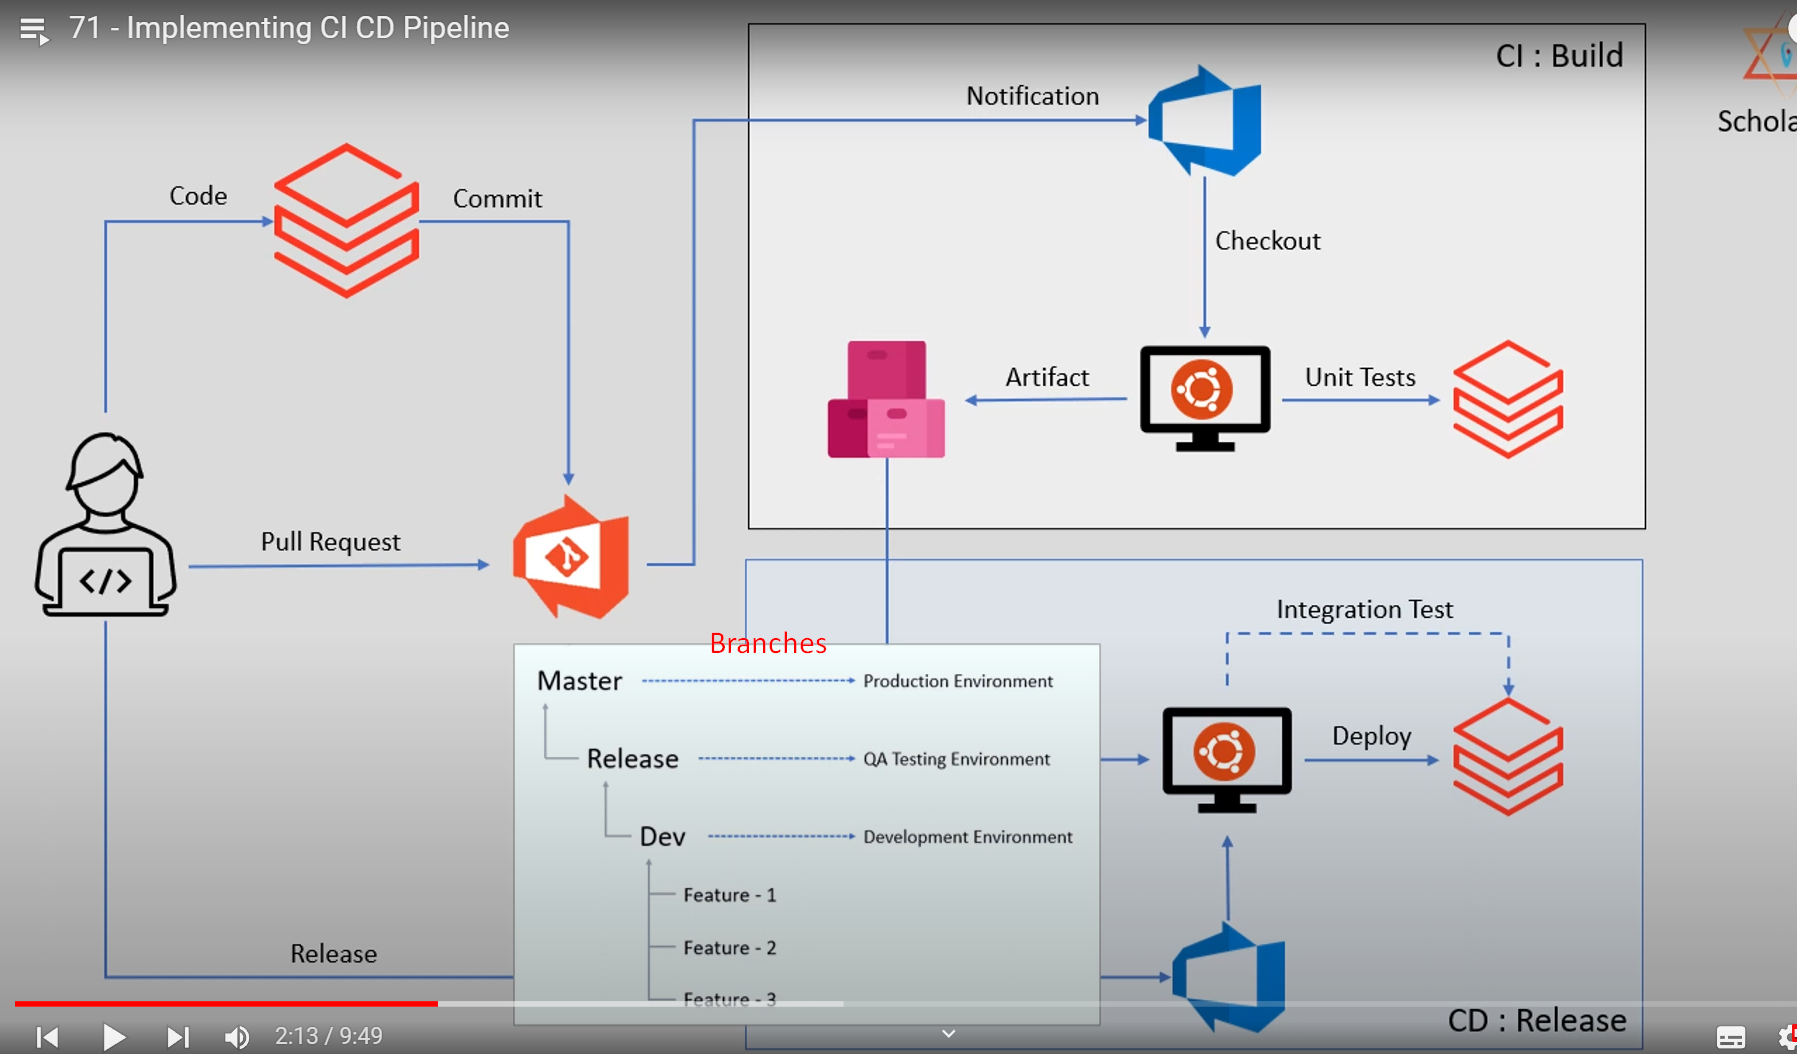 71 - Implementing CI CD Pipeline
CI : Build
Notification
Code
Commit
Checkout
Artifact
Unit Tests
</>
Pull Request
Branches
Master
Production Environment
Release
QA Testing Environment
Dev
Development Environment
Feature - 1
Feature - 2
Feature - 3
Integration Test
Deploy
Release
CD : Release
Schola
2:13 / 9:49